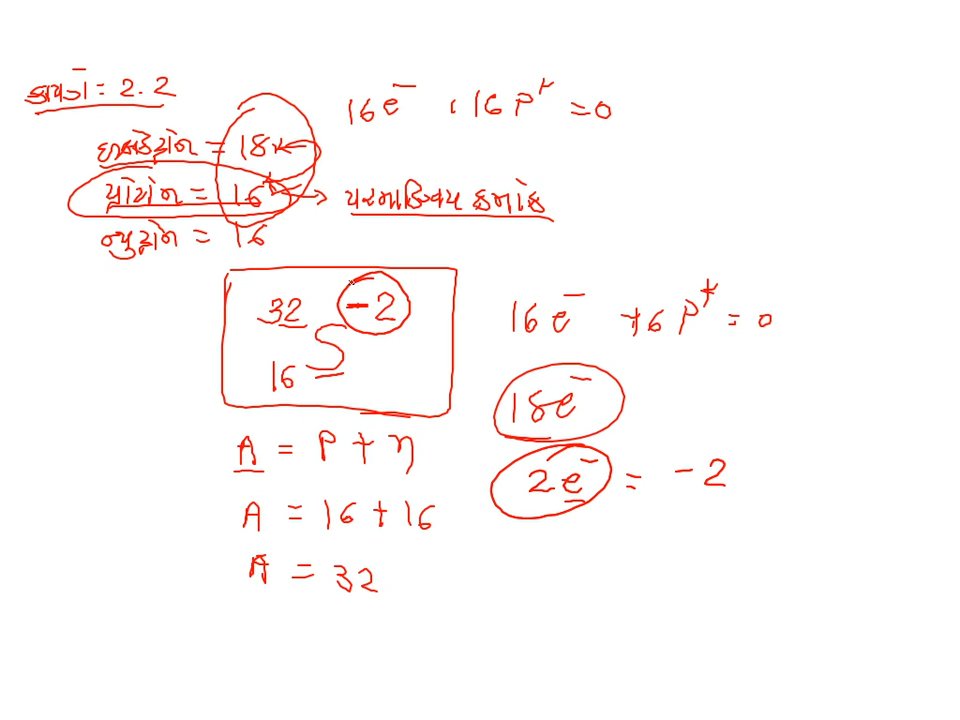 દાખલો = 2.2
ઇલેક્ટ્રોન = 18
પ્રોટોન = 16 → પરમાણ્વિય ક્રમાંક
ન્યુટ્રોન = 16
16e⁻ 16P⁺ = 0
32 -2
S
16
16e⁻ 16P⁺ = 0
18e⁻
2e⁻ = -2
A = P + n
A = 16 + 16
A = 32